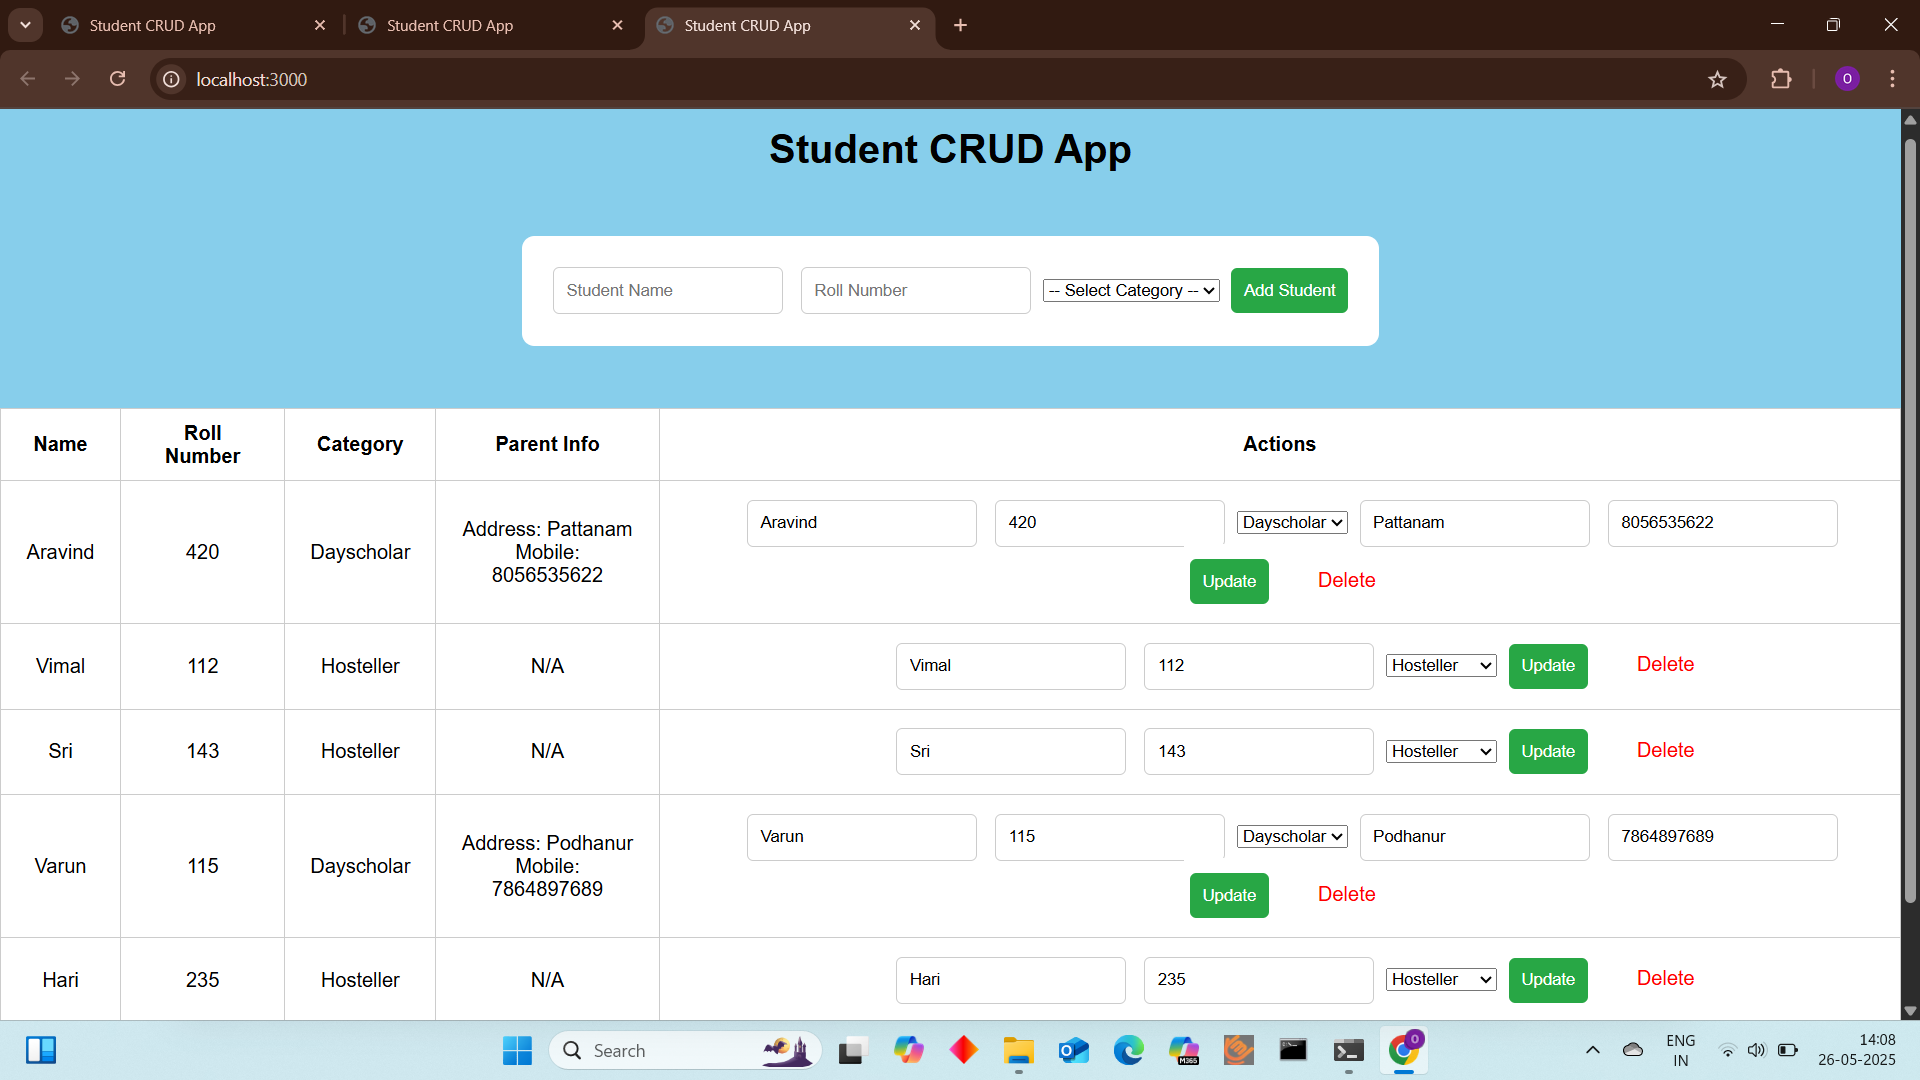 Student CRUD App
Student CRUD App
Student CRUD App
localhost:3000
O
Student CRUD App
Student Name
Roll Number
-- Select Category --
Add Student
Name
Roll
Number
Category
Parent Info
Actions
Aravind
420
Dayscholar
Address: Pattanam
Mobile:
8056535622
Aravind
420
Dayscholar
Pattanam
8056535622
Update
Delete
Vimal
112
Hosteller
N/A
Vimal
112
Hosteller
Update
Delete
Sri
143
Hosteller
N/A
Sri
143
Hosteller
Update
Delete
Varun
115
Dayscholar
Address: Podhanur
Mobile:
7864897689
Varun
115
Dayscholar
Podhanur
7864897689
Update
Delete
Hari
235
Hosteller
N/A
Hari
235
Hosteller
Update
Delete
Search
M365
O
ENG
IN
14:08
26-05-2025